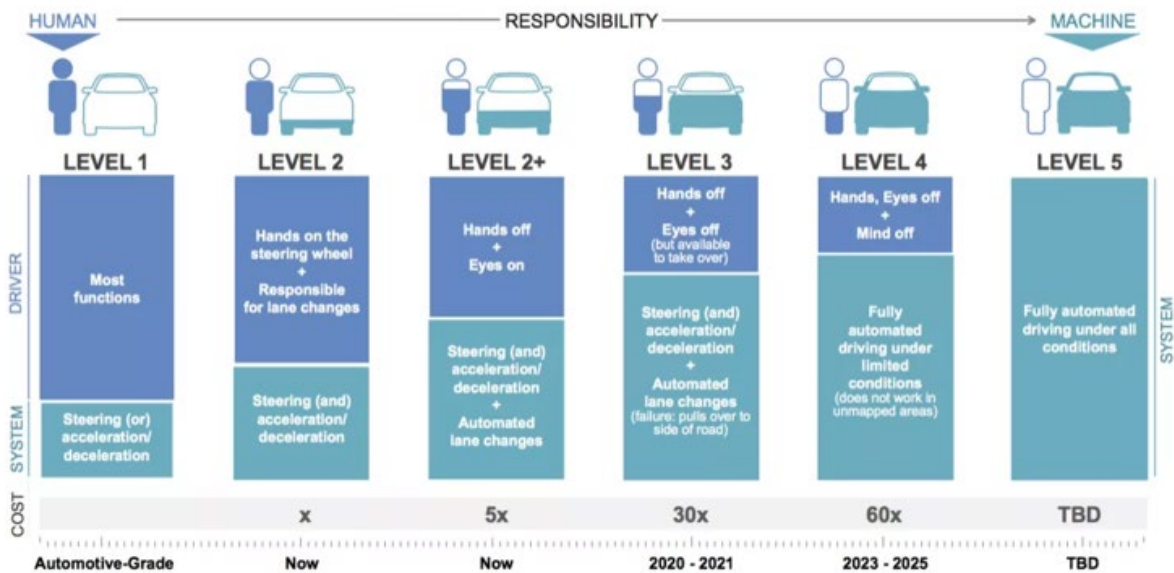 HUMAN
RESPONSIBILITY
MACHINE
LEVEL 1
LEVEL 2
LEVEL 2+
LEVEL 3
LEVEL 4
LEVEL 5
DRIVER
SYSTEM
Most
functions
Steering (or)
acceleration/
deceleration
Hands on the
steering wheel
+
Responsible
for lane changes
Steering (and)
acceleration/
deceleration
Hands off
+
Eyes on
Steering (and)
acceleration/
deceleration
+
Automated
lane changes
Hands off
+
Eyes off
(but available
to take over)
Steering (and)
acceleration/
deceleration
+
Automated
lane changes
(failure: pulls over to
side of road)
Hands, Eyes off
+
Mind off
Fully
automated
driving under
limited
conditions
(does not work in
unmapped areas)
Fully automated
driving under all
conditions
SYSTEM
COST
x
5x
30x
60x
TBD
Automotive-Grade
Now
Now
2020 - 2021
2023 - 2025
TBD